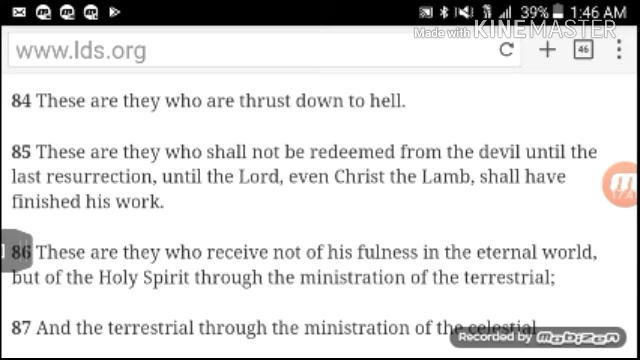 39% 1:46 AM
Made with KINEMASTER
www.lds.org
46
84 These are they who are thrust down to hell.
85 These are they who shall not be redeemed from the devil until the
last resurrection, until the Lord, even Christ the Lamb, shall have
finished his work.
86 These are they who receive not of his fulness in the eternal world,
but of the Holy Spirit through the ministration of the terrestrial;
87 And the terrestrial through the ministration of the celestial
Recorded by mobizen